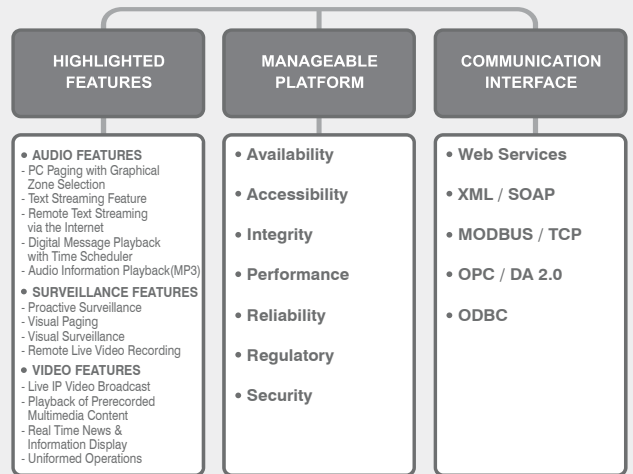 HIGHLIGHTED
FEATURES
• AUDIO FEATURES
- PC Paging with Graphical
Zone Selection
- Text Streaming Feature
- Remote Text Streaming
via the Internet
- Digital Message Playback
with Time Scheduler
- Audio Information Playback(MP3)
• SURVEILLANCE FEATURES
- Proactive Surveillance
- Visual Paging
- Visual Surveillance
- Remote Live Video Recording
• VIDEO FEATURES
- Live IP Video Broadcast
- Playback of Prerecorded
Multimedia Content
- Real Time News &
Information Display
- Uniformed Operations
MANAGEABLE
PLATFORM
• Availability
• Accessibility
• Integrity
• Performance
• Reliability
• Regulatory
• Security
COMMUNICATION
INTERFACE
• Web Services
• XML / SOAP
• MODBUS / TCP
• OPC / DA 2.0
• ODBC